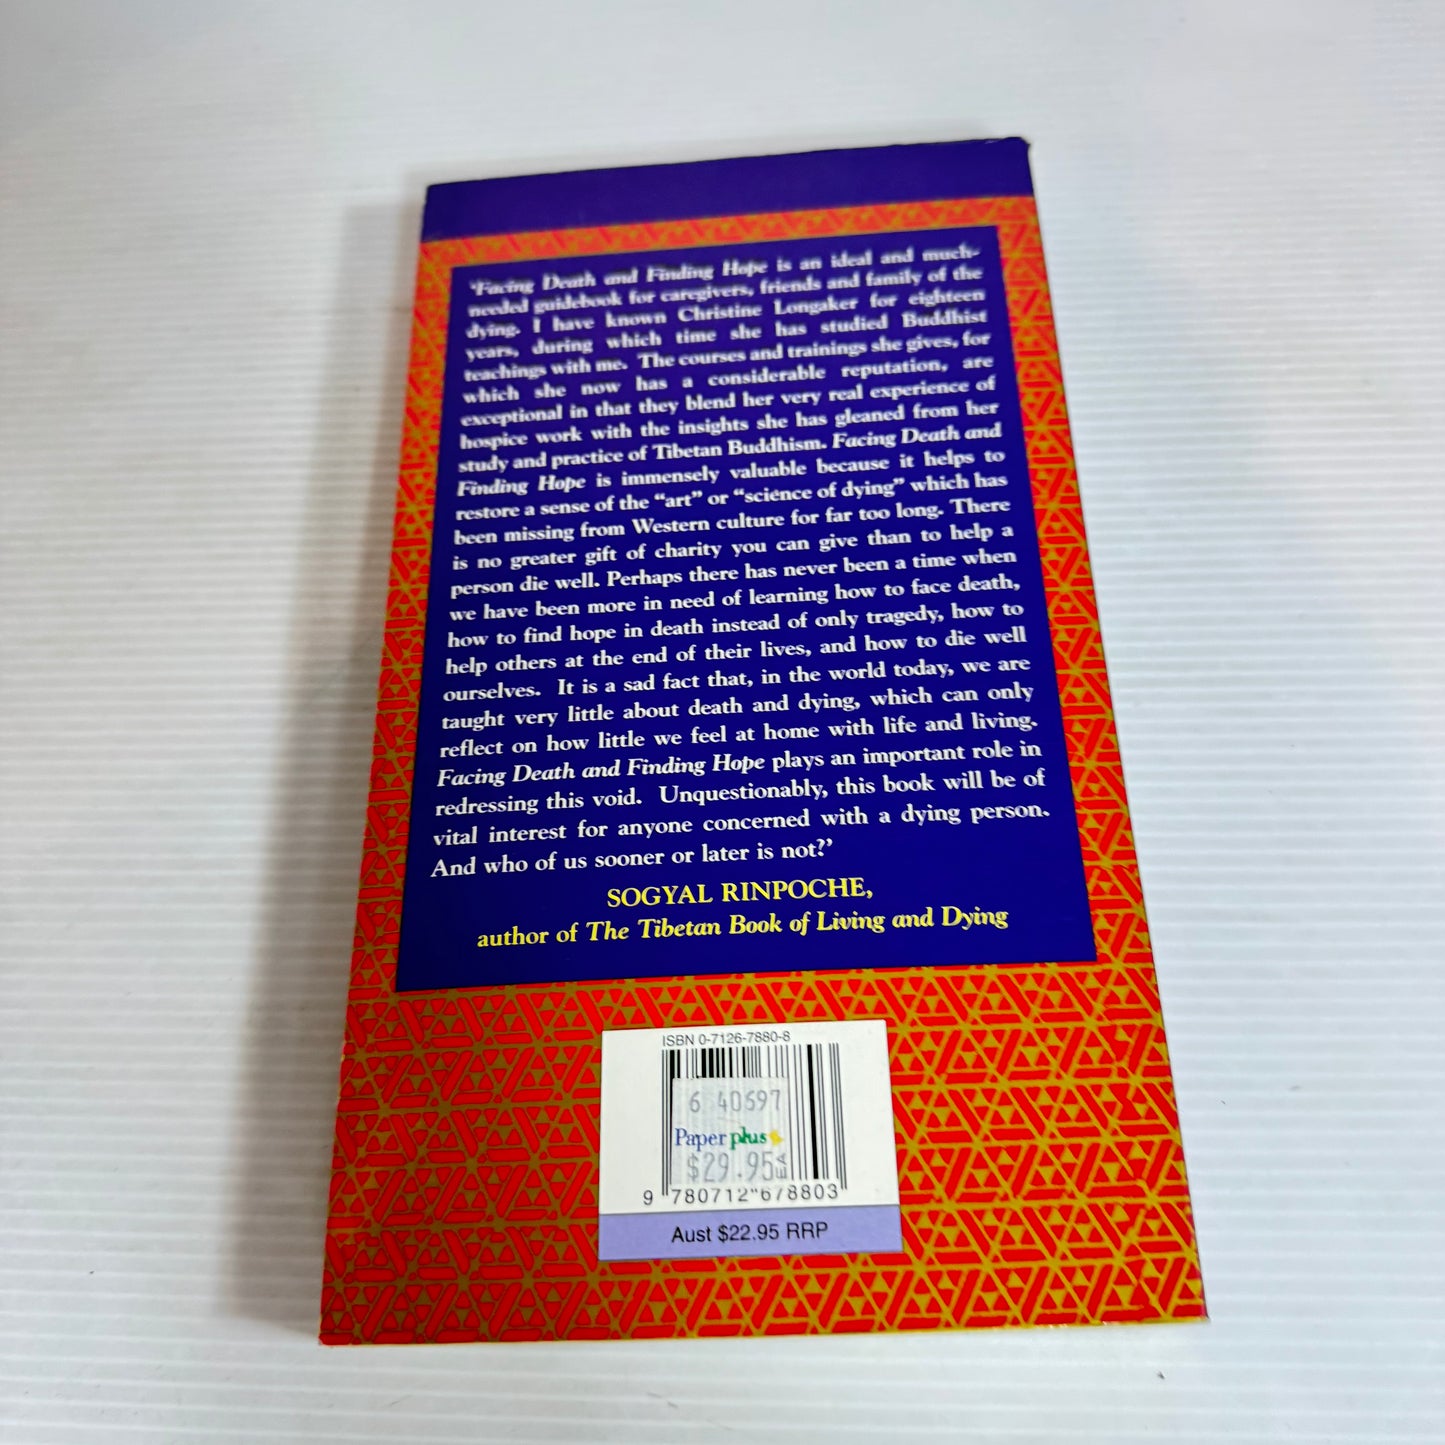 'Facing Death and Finding Hope is an ideal and much-
needed guidebook for caregivers, friends and family of the
dying. I have known Christine Longaker for eighteen
years, during which time she has studied Buddhist
teachings with me. The courses and trainings she gives, for
which she now has a considerable reputation, are
exceptional in that they blend her very real experience of
hospice work with the insights she has gleaned from her
study and practice of Tibetan Buddhism. Facing Death and
Finding Hope is immensely valuable because it helps to
restore a sense of the “art” or “science of dying” which has
been missing from Western culture for far too long. There
is no greater gift of charity you can give than to help a
person die well. Perhaps there has never been a time when
we have been more in need of learning how to face death,
how to find hope in death instead of only tragedy, how to
help others at the end of their lives, and how to die well
ourselves. It is a sad fact that, in the world today, we are
taught very little about death and dying, which can only
reflect on how little we feel at home with life and living.
Facing Death and Finding Hope plays an important role in
redressing this void. Unquestionably, this book will be of
vital interest for anyone concerned with a dying person.
And who of us sooner or later is not?'
SOGYAL RINPOCHE,
author of The Tibetan Book of Living and Dying
ISBN 0-7126-7880-8
6 40697
Paper plus
$29.95 EA
9 780712 678803
Aust $22.95 RRP